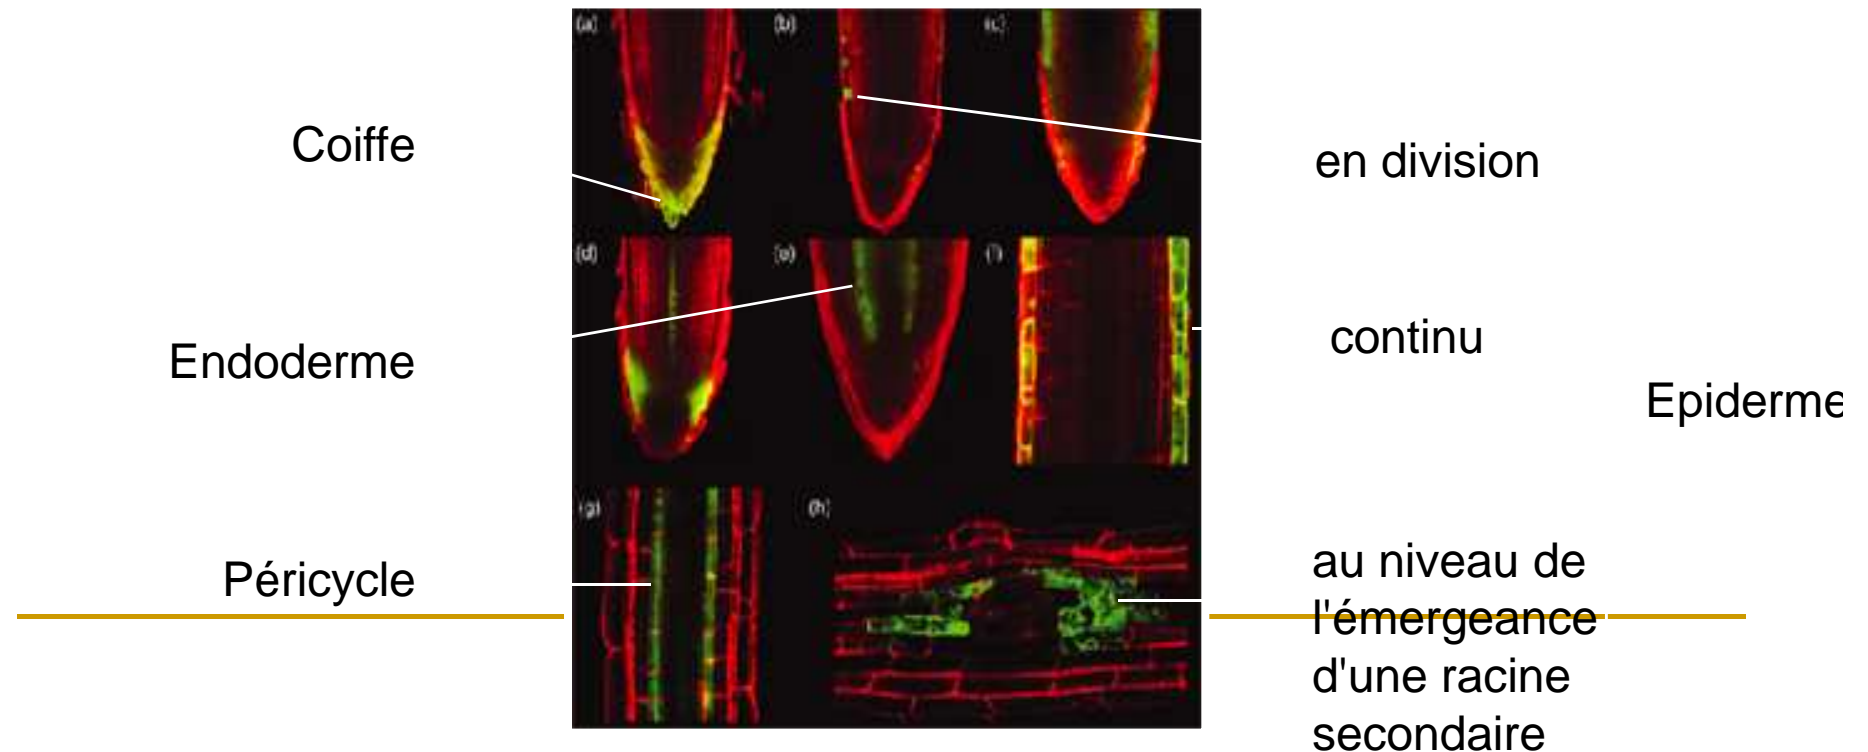 (a)
(b)
(c)
Coiffe
en division
(d)
(e)
(f)
Endoderme
continu
Epiderme
(g)
(h)
Péricycle
au niveau de
l'émergeance
d'une racine
secondaire